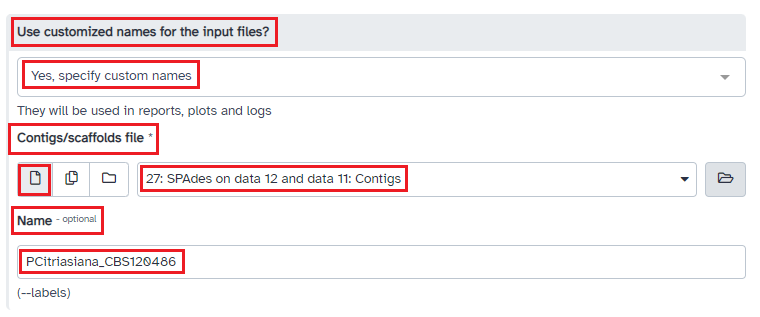 Use customized names for the input files?
Yes, specify custom names
They will be used in reports, plots and logs
Contigs/scaffolds file *
27: SPAdes on data 12 and data 11: Contigs
Name - optional
PCitriasiana_CBS120486
(--labels)